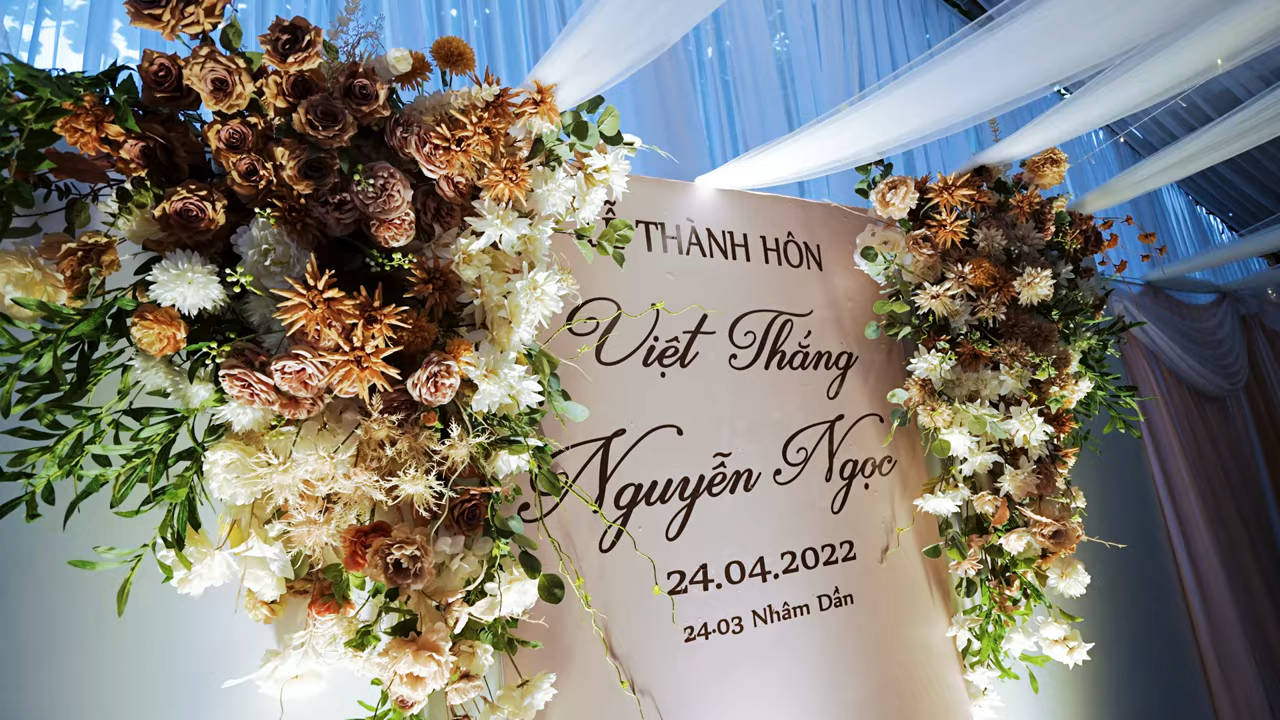 THÀNH HÔN
Việt Thắng
Nguyễn Ngọc
24.04.2022
24.03 Nhâm Dần